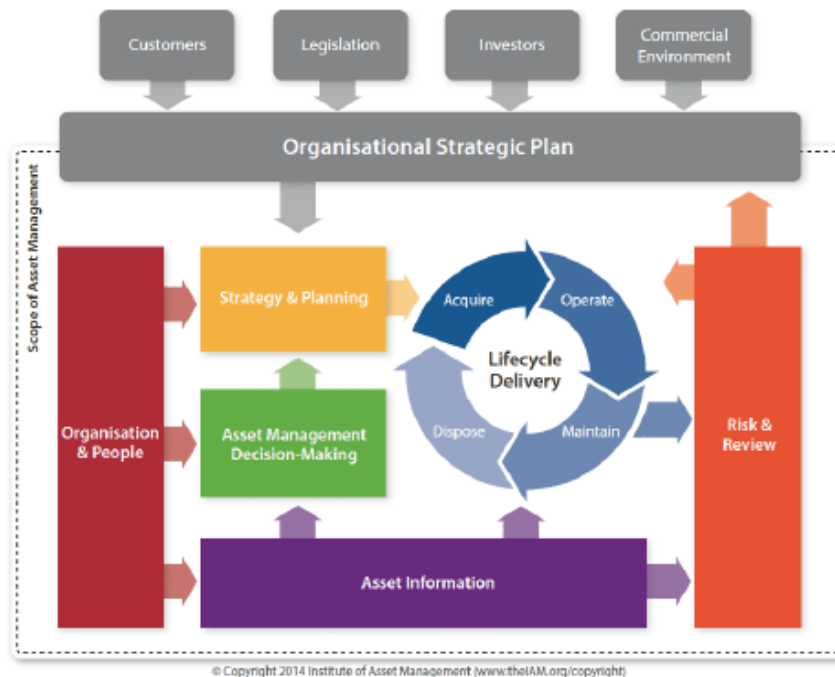 Customers
Legislation
Investors
Commercial
Environment
Organisational Strategic Plan
Scope of Asset Management
Strategy & Planning
Acquire
Operate
Lifecycle
Delivery
Organisation
& People
Asset Management
Decision-Making
Dispose
Maintain
Risk &
Review
Asset Information
© Copyright 2014 Institute of Asset Management (www.theIAM.org/copyright)